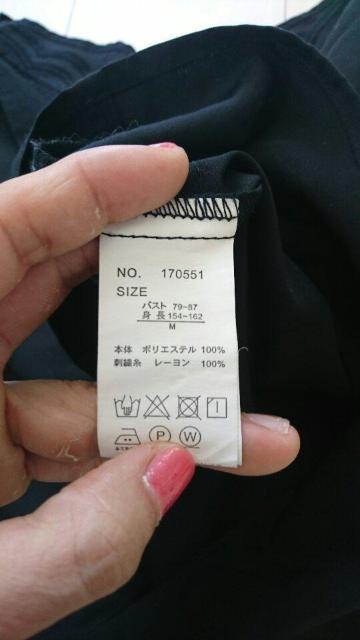 NO. 170551
SIZE
バスト 79~87
身 長 154~162
M
本体 ポリエステル 100%
刺繍糸 レーヨン 100%
P W